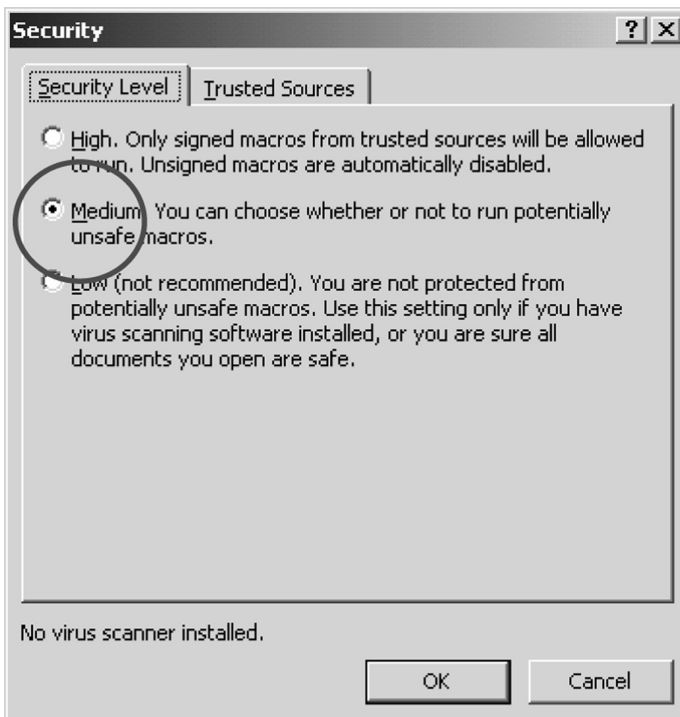 Security
Security Level
Trusted Sources
High. Only signed macros from trusted sources will be allowed
to run. Unsigned macros are automatically disabled.
Medium. You can choose whether or not to run potentially
unsafe macros.
Low (not recommended). You are not protected from
potentially unsafe macros. Use this setting only if you have
virus scanning software installed, or you are sure all
documents you open are safe.
No virus scanner installed.
OK
Cancel